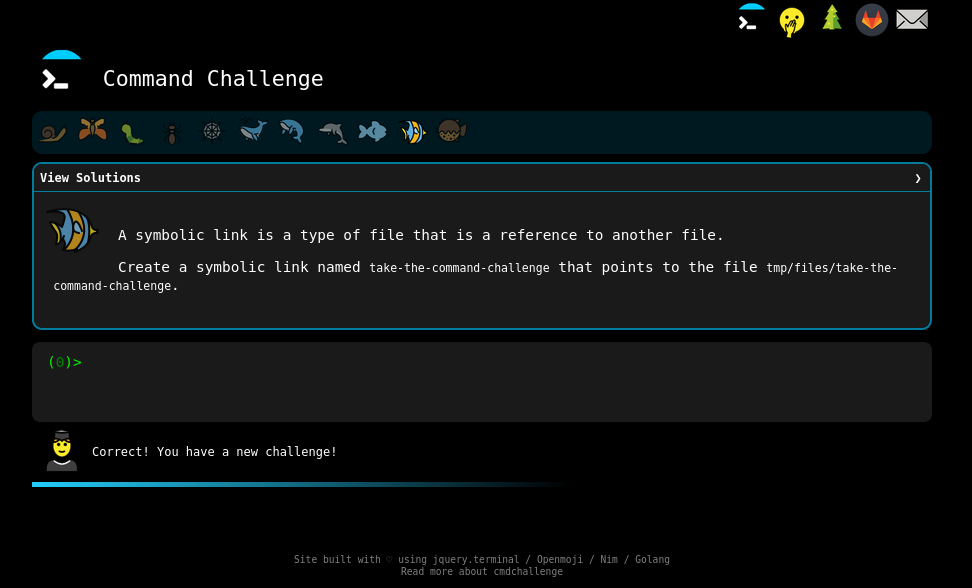 Command Challenge
View Solutions ❯
A symbolic link is a type of file that is a reference to another file.
Create a symbolic link named take-the-command-challenge that points to the file tmp/files/take-the-
command-challenge.
(0)>
Correct! You have a new challenge!
Site built with ♡ using jquery.terminal / Openmoji / Nim / Golang
Read more about cmdchallenge